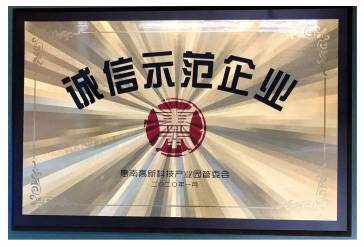 诚信示范企业
惠南高新科技产业园管委会
二〇二〇年一月